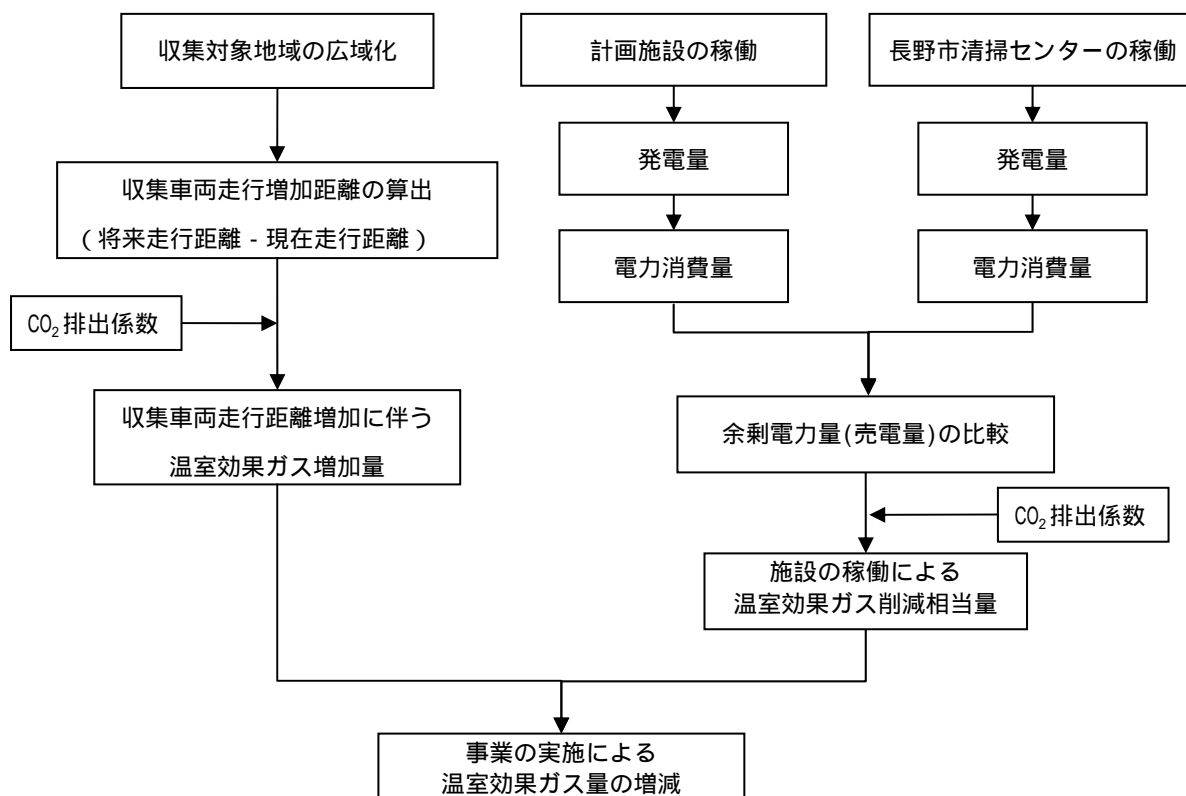 収集対象地域の広域化
計画施設の稼働
長野市清掃センターの稼働
発電量
発電量
収集車両走行増加距離の算出
(将来走行距離 - 現在走行距離)
電力消費量
電力消費量
CO₂排出係数
収集車両走行距離増加に伴う
温室効果ガス増加量
余剰電力量(売電量)の比較
CO₂排出係数
施設の稼働による
温室効果ガス削減相当量
事業の実施による
温室効果ガス量の増減